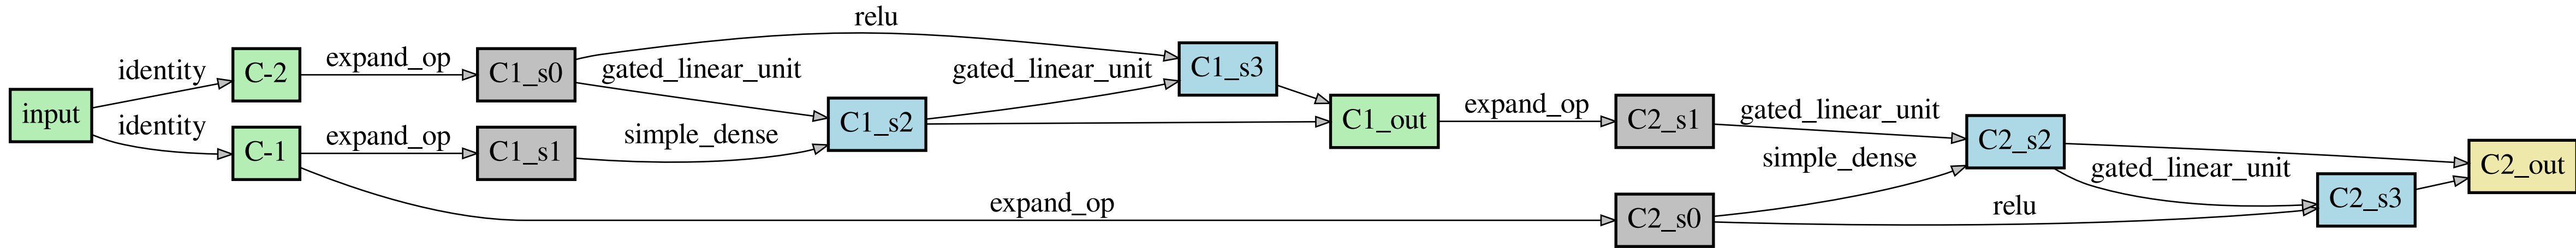 input
identity
identity
C-2
C-1
expand_op
expand_op
C1_s0
C1_s1
relu
gated_linear_unit
simple_dense
C1_s2
gated_linear_unit
C1_s3
C1_out
expand_op
expand_op
C2_s1
C2_s0
gated_linear_unit
simple_dense
C2_s2
relu
gated_linear_unit
C2_s3
C2_out